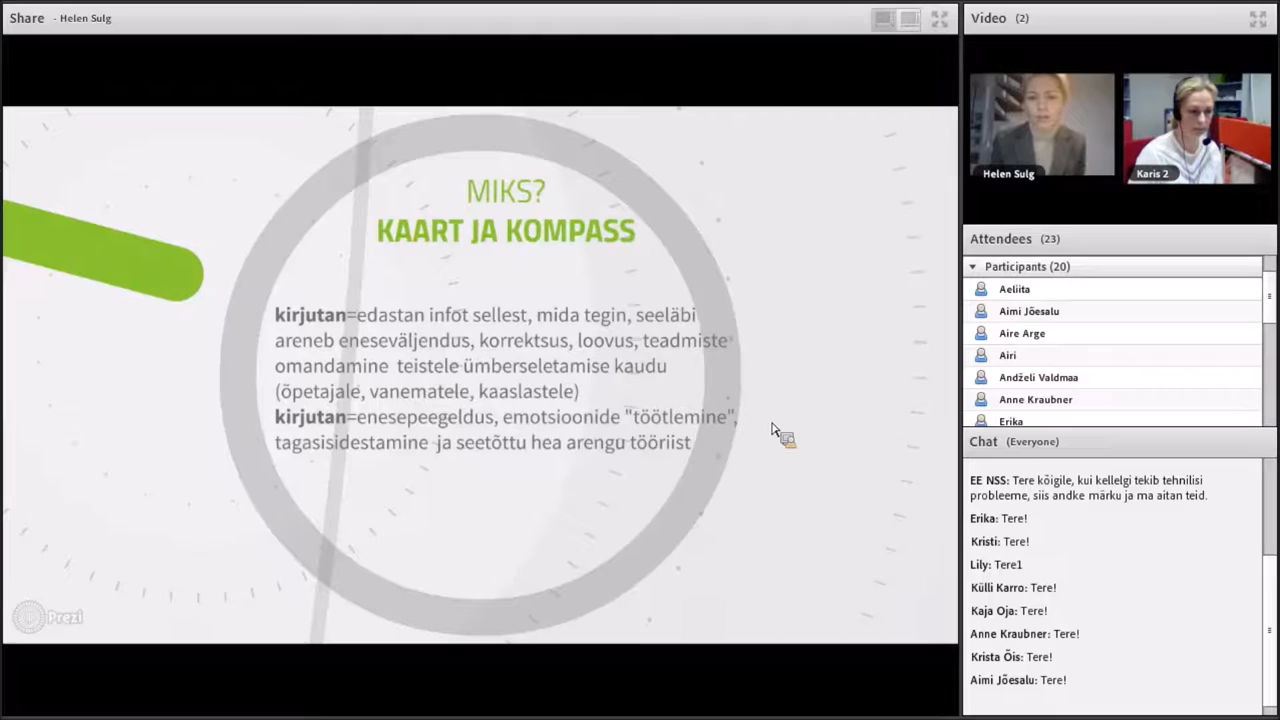 Share - Helen Sulg
MIKS?
KAART JA KOMPASS
kirjutan=edastan infot sellest, mida tegin, seeläbi
areneb eneseväljendus, korrektsus, loovus, teadmiste
omandamine teistele ümberseletamise kaudu
(õpetajale, vanematele, kaaslastele)
kirjutan=enesepeegeldus, emotsioonide "töötlemine",
tagasisidestamine ja seetõttu hea arengu tööriist
Prezi
Video (2)
Helen Sulg
Karis 2
Attendees (23)
Participants (20)
Aeliita
Aimi Jõesalu
Aire Arge
Airi
Andželi Valdmaa
Anne Kraubner
Erika
Chat (Everyone)
EE NSS: Tere kõigile, kui kellelgi tekib tehnilisi
probleeme, siis andke märku ja ma aitan teid.
Erika: Tere!
Kristi: Tere!
Lily: Tere1
Külli Karro: Tere!
Kaja Oja: Tere!
Anne Kraubner: Tere!
Krista Õis: Tere!
Aimi Jõesalu: Tere!